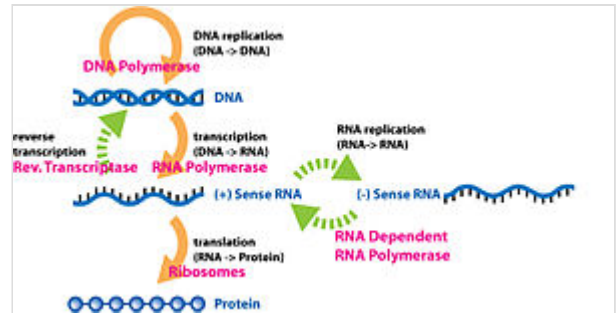 DNA replication
(DNA -> DNA)
DNA Polymerase
DNA
reverse
transcription
Rev. Transcriptase
transcription
(DNA -> RNA)
RNA Polymerase
RNA replication
(RNA-> RNA)
(+) Sense RNA
(-) Sense RNA
RNA Dependent
RNA Polymerase
translation
(RNA -> Protein)
Ribosomes
Protein